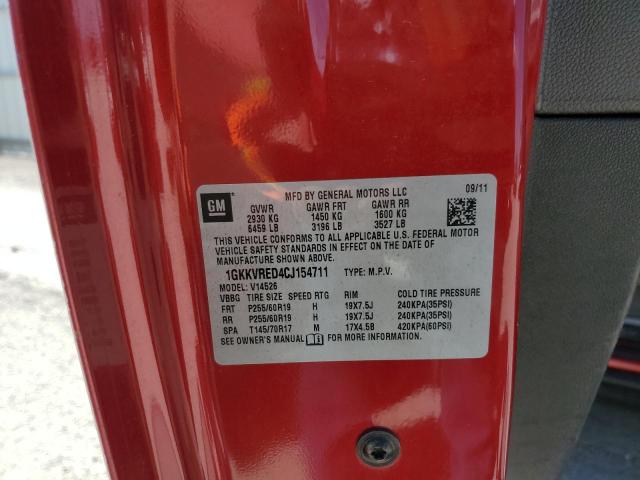 GM
MFD BY GENERAL MOTORS LLC 09/11
GVWR GAWR FRT GAWR RR
2930 KG 1450 KG 1600 KG
6459 LB 3196 LB 3527 LB
THIS VEHICLE CONFORMS TO ALL APPLICABLE U.S. FEDERAL MOTOR
VEHICLE SAFETY STANDARDS IN EFFECT ON THE DATE OF
MANUFACTURE SHOWN ABOVE.
1GKKVRED4CJ154711 TYPE: M.P.V.
MODEL: V14526
VBBG TIRE SIZE SPEED RTG RIM COLD TIRE PRESSURE
FRT P255/60R19 H 19X7.5J 240KPA(35PSI)
RR P255/60R19 H 19X7.5J 240KPA(35PSI)
SPA T145/70R17 M 17X4.5B 420KPA(60PSI)
SEE OWNER'S MANUAL FOR MORE INFORMATION.